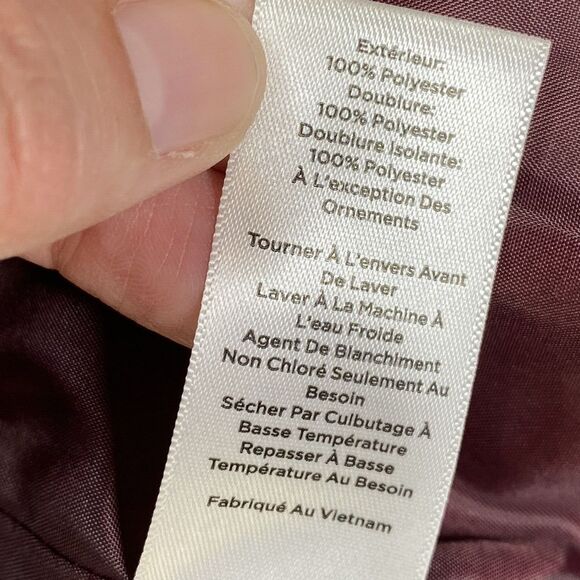 Extérieur:
100% Polyester
Doublure:
100% Polyester
Doublure Isolante:
100% Polyester
À L'exception Des
Ornements
Tourner À L'envers Avant
De Laver
Laver À La Machine À
L'eau Froide
Agent De Blanchiment
Non Chloré Seulement Au
Besoin
Sécher Par Culbutage À
Basse Température
Repasser À Basse
Température Au Besoin
Fabriqué Au Vietnam